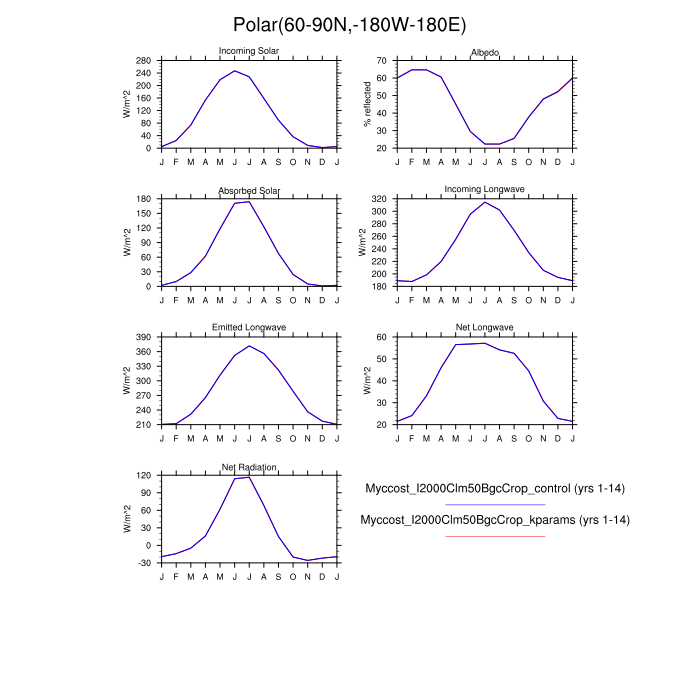 Polar(60-90N,-180W-180E)
Incoming Solar
W/m^2
280
240
200
160
120
80
40
0
J F M A M J J A S O N D J
Albedo
% reflected
70
60
50
40
30
20
J F M A M J J A S O N D J
Absorbed Solar
W/m^2
180
150
120
90
60
30
0
J F M A M J J A S O N D J
Incoming Longwave
W/m^2
320
300
280
260
240
220
200
180
J F M A M J J A S O N D J
Emitted Longwave
W/m^2
390
360
330
300
270
240
210
J F M A M J J A S O N D J
Net Longwave
W/m^2
60
50
40
30
20
J F M A M J J A S O N D J
Net Radiation
W/m^2
120
90
60
30
0
-30
J F M A M J J A S O N D J
Myccost_I2000Clm50BgcCrop_control (yrs 1-14)
Myccost_I2000Clm50BgcCrop_kparams (yrs 1-14)